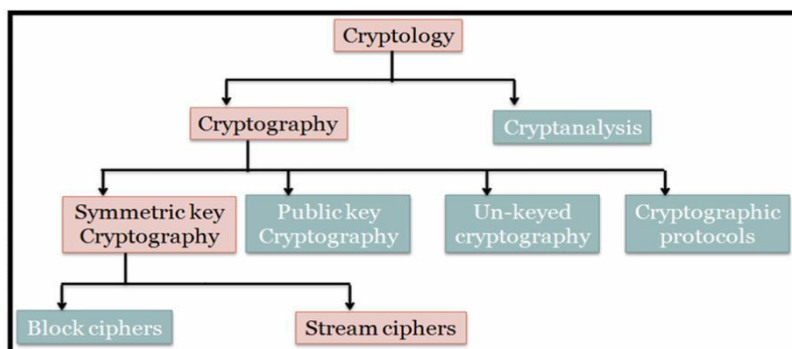 Cryptology
Cryptography
Cryptanalysis
Symmetric key
Cryptography
Public key
Cryptography
Un-keyed
cryptography
Cryptographic
protocols
Block ciphers
Stream ciphers